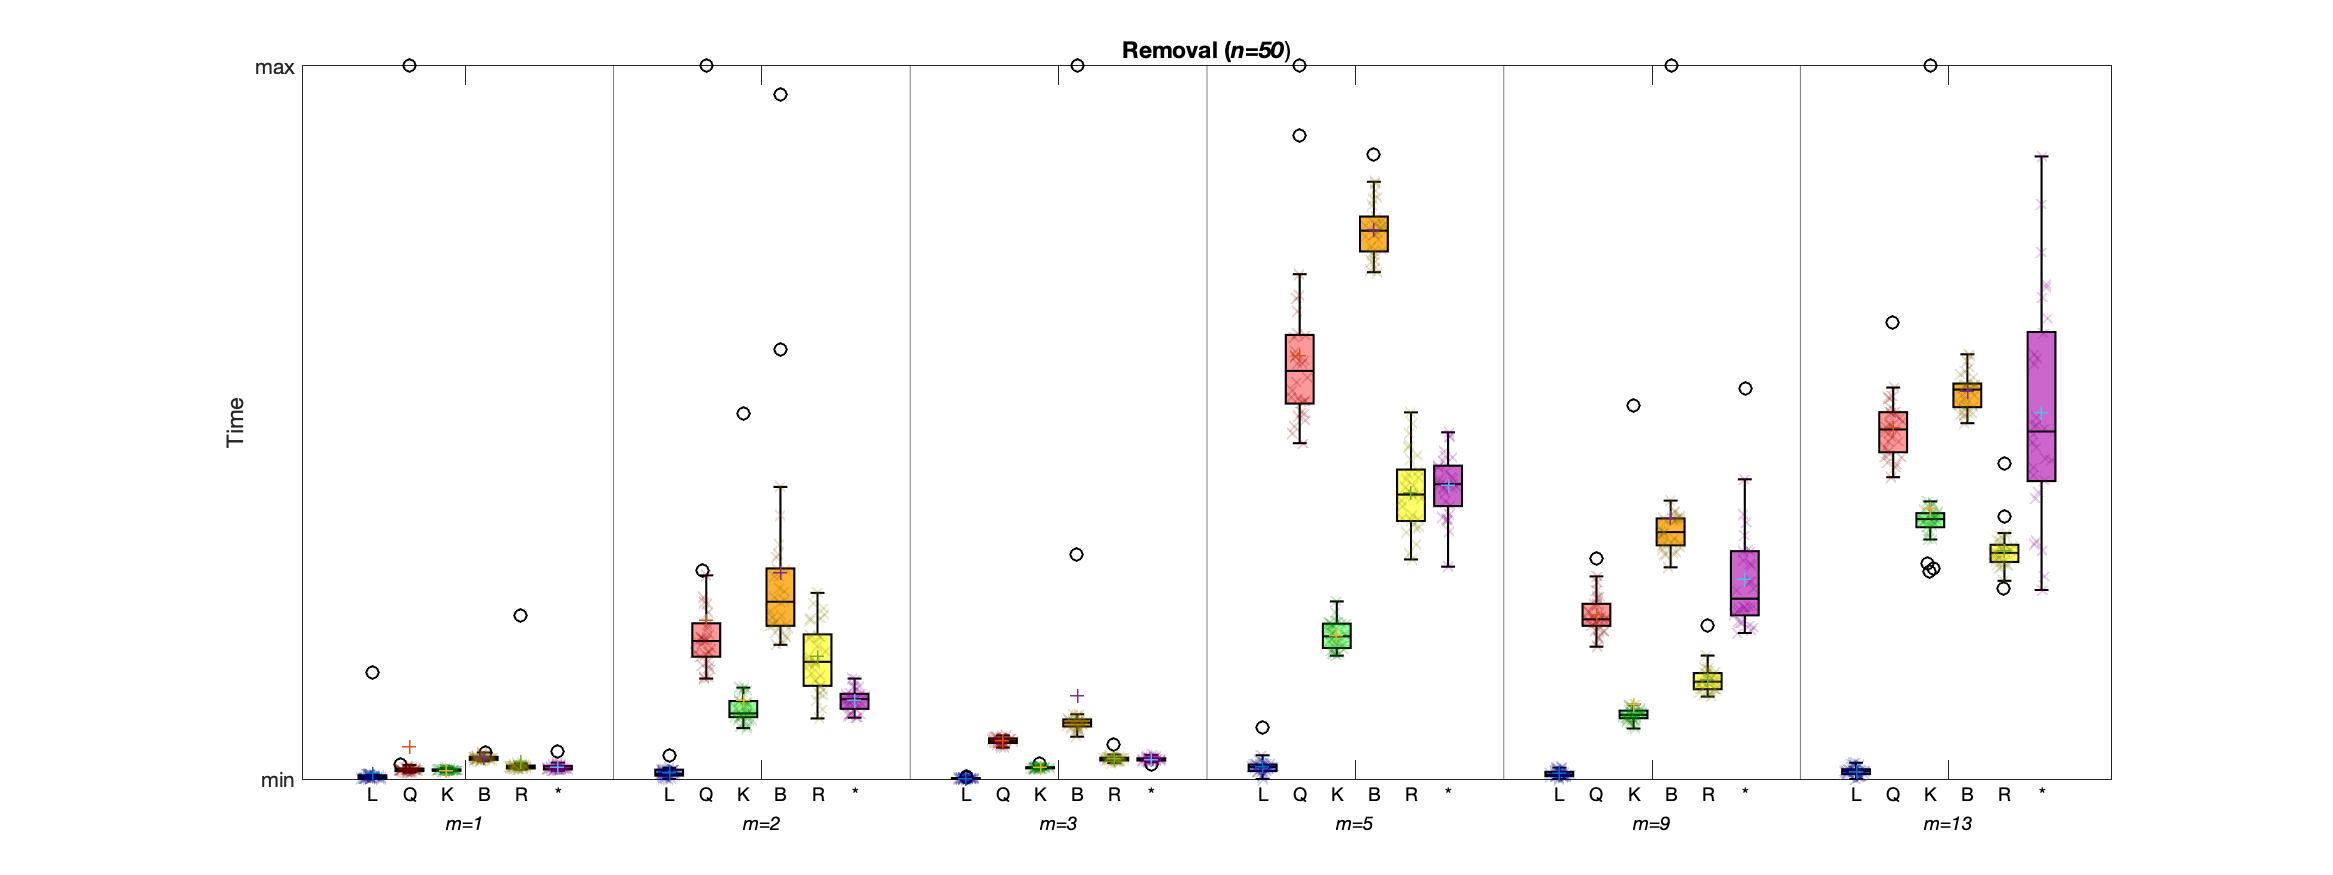 Removal (n=50)
max
Time
min
L Q K B R * L Q K B R * L Q K B R * L Q K B R * L Q K B R * L Q K B R *
m=1 m=2 m=3 m=5 m=9 m=13